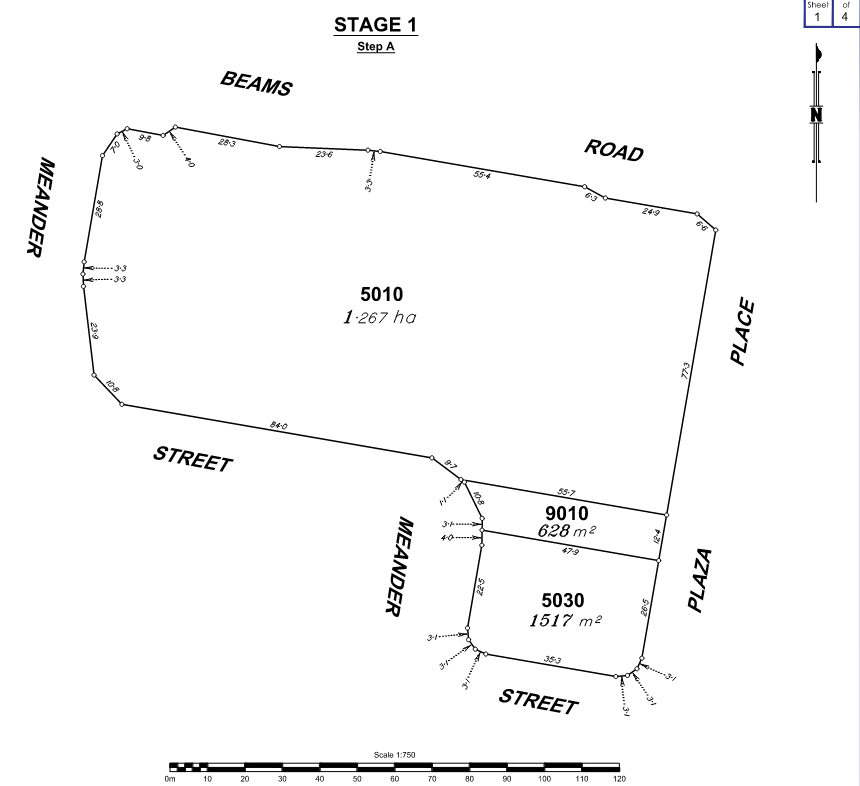 Sheet of
1 4
STAGE 1
Step A
BEAMS
ROAD
N
MEANDER
7·0
3·0
9·8
4·0
28·3
23·6
3·3
55·4
6·3
24·9
6·6
28·8
3·3
3·3
23·9
10·8
5010
1·267 ha
PLACE
77·3
84·0
STREET
9·7
1·1
10·8
55·7
9010
628 m²
12·4
3·1
4·0
47·9
MEANDER
22·5
5030
1517 m²
26·5
PLAZA
3·1
3·1
3·1
35·3
3·1
3·1
3·1
STREET
Scale 1:750
0m 10 20 30 40 50 60 70 80 90 100 110 120